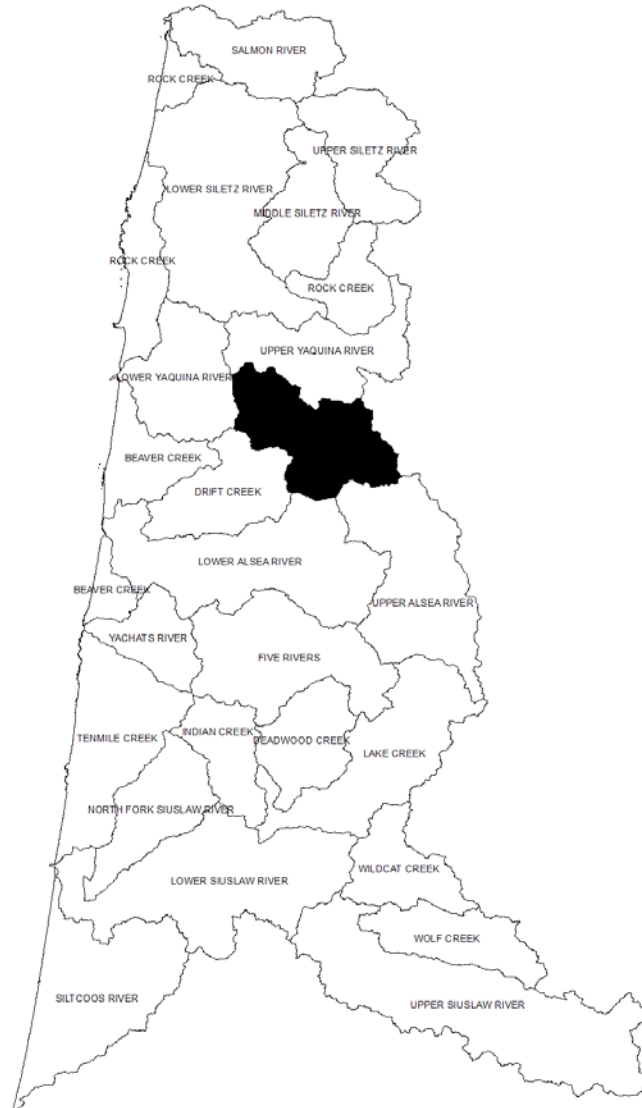 SALMON RIVER
ROCK CREEK
UPPER SILETZ RIVER
LOWER SILETZ RIVER
MIDDLE SILETZ RIVER
ROCK CREEK
ROCK CREEK
UPPER YAQUINA RIVER
LOWER YAQUINA RIVER
BEAVER CREEK
DRIFT CREEK
LOWER ALSEA RIVER
BEAVER CREEK
UPPER ALSEA RIVER
YACHATS RIVER
FIVE RIVERS
INDIAN CREEK
TENMILE CREEK
DEADWOOD CREEK
LAKE CREEK
NORTH FORK SIUSLAW RIVER
WILDCAT CREEK
LOWER SIUSLAW RIVER
WOLF CREEK
SILTCOOS RIVER
UPPER SIUSLAW RIVER